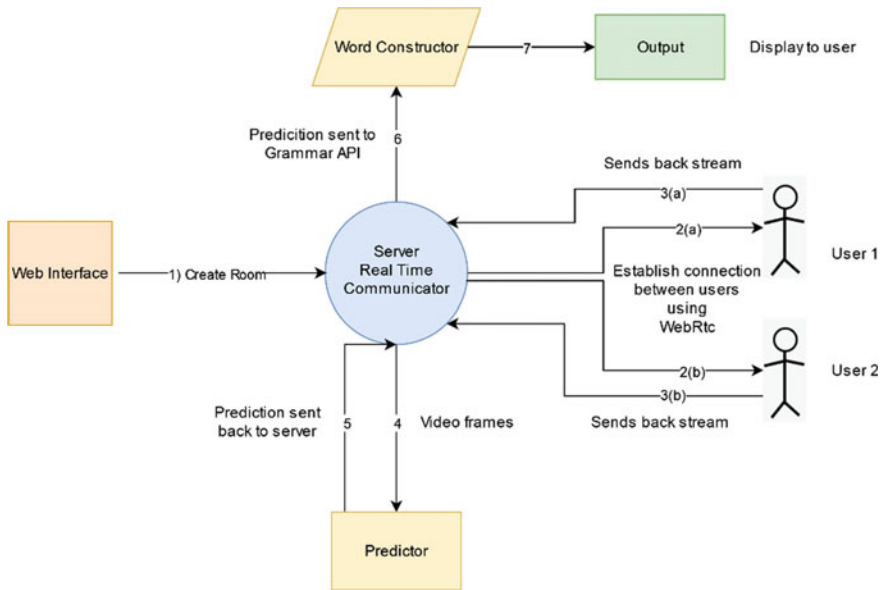 Word Constructor
7
Output
Display to user
Predicition sent to
Grammar API
6
Sends back stream
3(a)
2(a)
User 1
Web Interface
1) Create Room
Server
Real Time
Communicator
Establish connection
between users
using
WebRtc
2(b)
User 2
3(b)
Sends back stream
Prediction sent
back to server
5
4
Video frames
Predictor